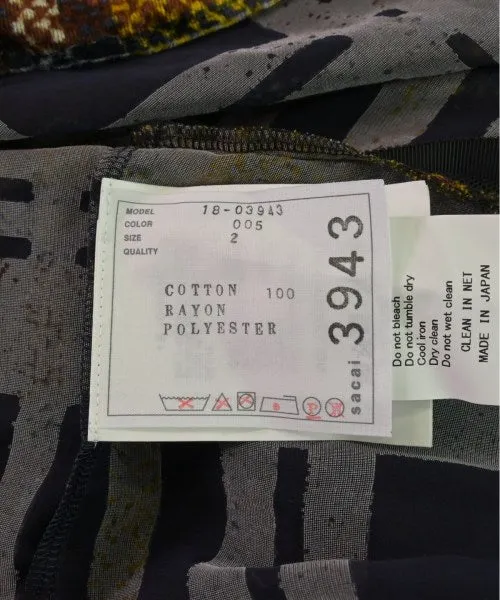 MODEL 18-03943
COLOR 005
SIZE 2
QUALITY
COTTON 100
RAYON
POLYESTER
sacai 3943
P W
Do not bleach
Do not tumble dry
Cool iron
Dry clean
Do not wet clean
CLEAN IN NET
MADE IN JAPAN